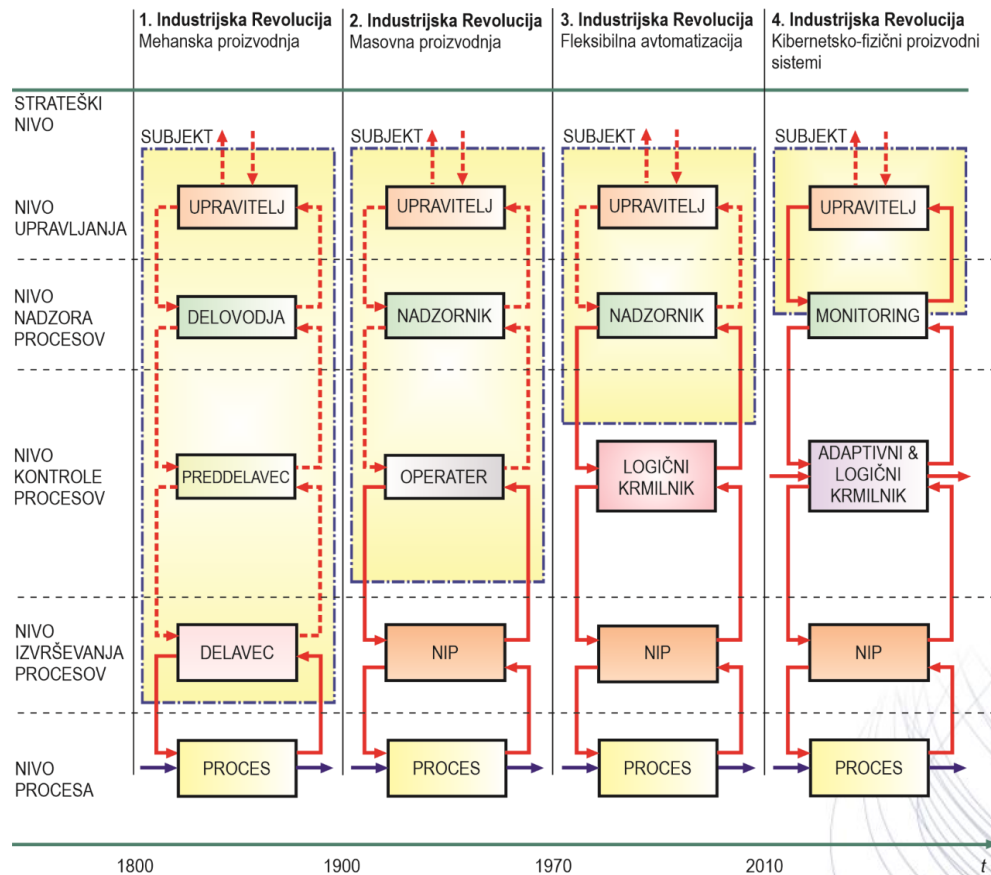 1. Industrijska Revolucija
Mehanska proizvodnja
2. Industrijska Revolucija
Masovna proizvodnja
3. Industrijska Revolucija
Fleksibilna avtomatizacija
4. Industrijska Revolucija
Kibernetsko-fizični proizvodni
sistemi
STRATEŠKI
NIVO
SUBJEKT
SUBJEKT
SUBJEKT
SUBJEKT
NIVO
UPRAVLJANJA
UPRAVITELJ
UPRAVITELJ
UPRAVITELJ
UPRAVITELJ
NIVO
NADZORA
PROCESOV
DELOVODJA
NADZORNIK
NADZORNIK
MONITORING
NIVO
KONTROLE
PROCESOV
PREDDELAVEC
OPERATER
LOGIČNI
KRMILNIK
ADAPTIVNI &
LOGIČNI
KRMILNIK
NIVO
IZVRŠEVANJA
PROCESOV
DELAVEC
NIP
NIP
NIP
NIVO
PROCESA
PROCES
PROCES
PROCES
PROCES
1800
1900
1970
2010
t